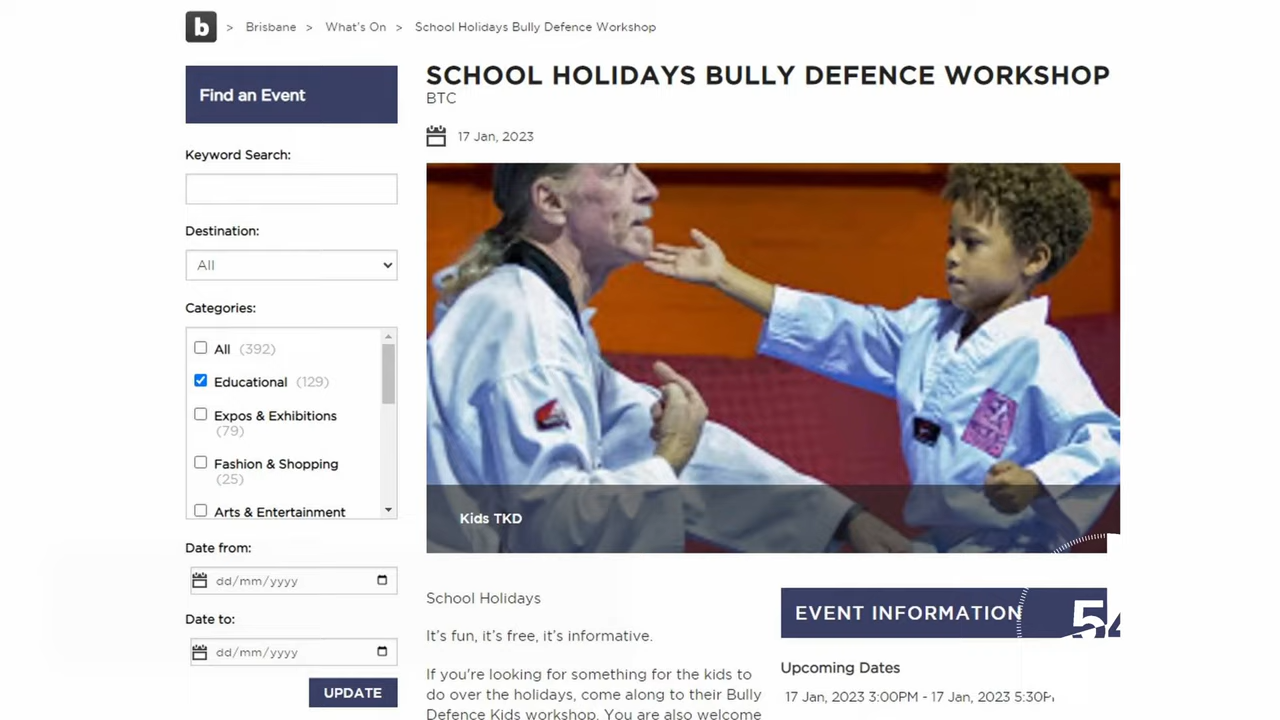 b > Brisbane > What's On > School Holidays Bully Defence Workshop
Find an Event
Keyword Search:
Destination:
All
Categories:
All (392)
Educational (129)
Expos & Exhibitions
(79)
Fashion & Shopping
(25)
Arts & Entertainment
Date from:
dd/mm/yyyy
Date to:
dd/mm/yyyy
UPDATE
SCHOOL HOLIDAYS BULLY DEFENCE WORKSHOP
BTC
17 Jan, 2023
Kids TKD
School Holidays
It's fun, it's free, it's informative.
If you're looking for something for the kids to
do over the holidays, come along to their Bully
Defence Kids workshop. You are also welcome
EVENT INFORMATION
54
Upcoming Dates
17 Jan, 2023 3:00PM - 17 Jan, 2023 5:30P